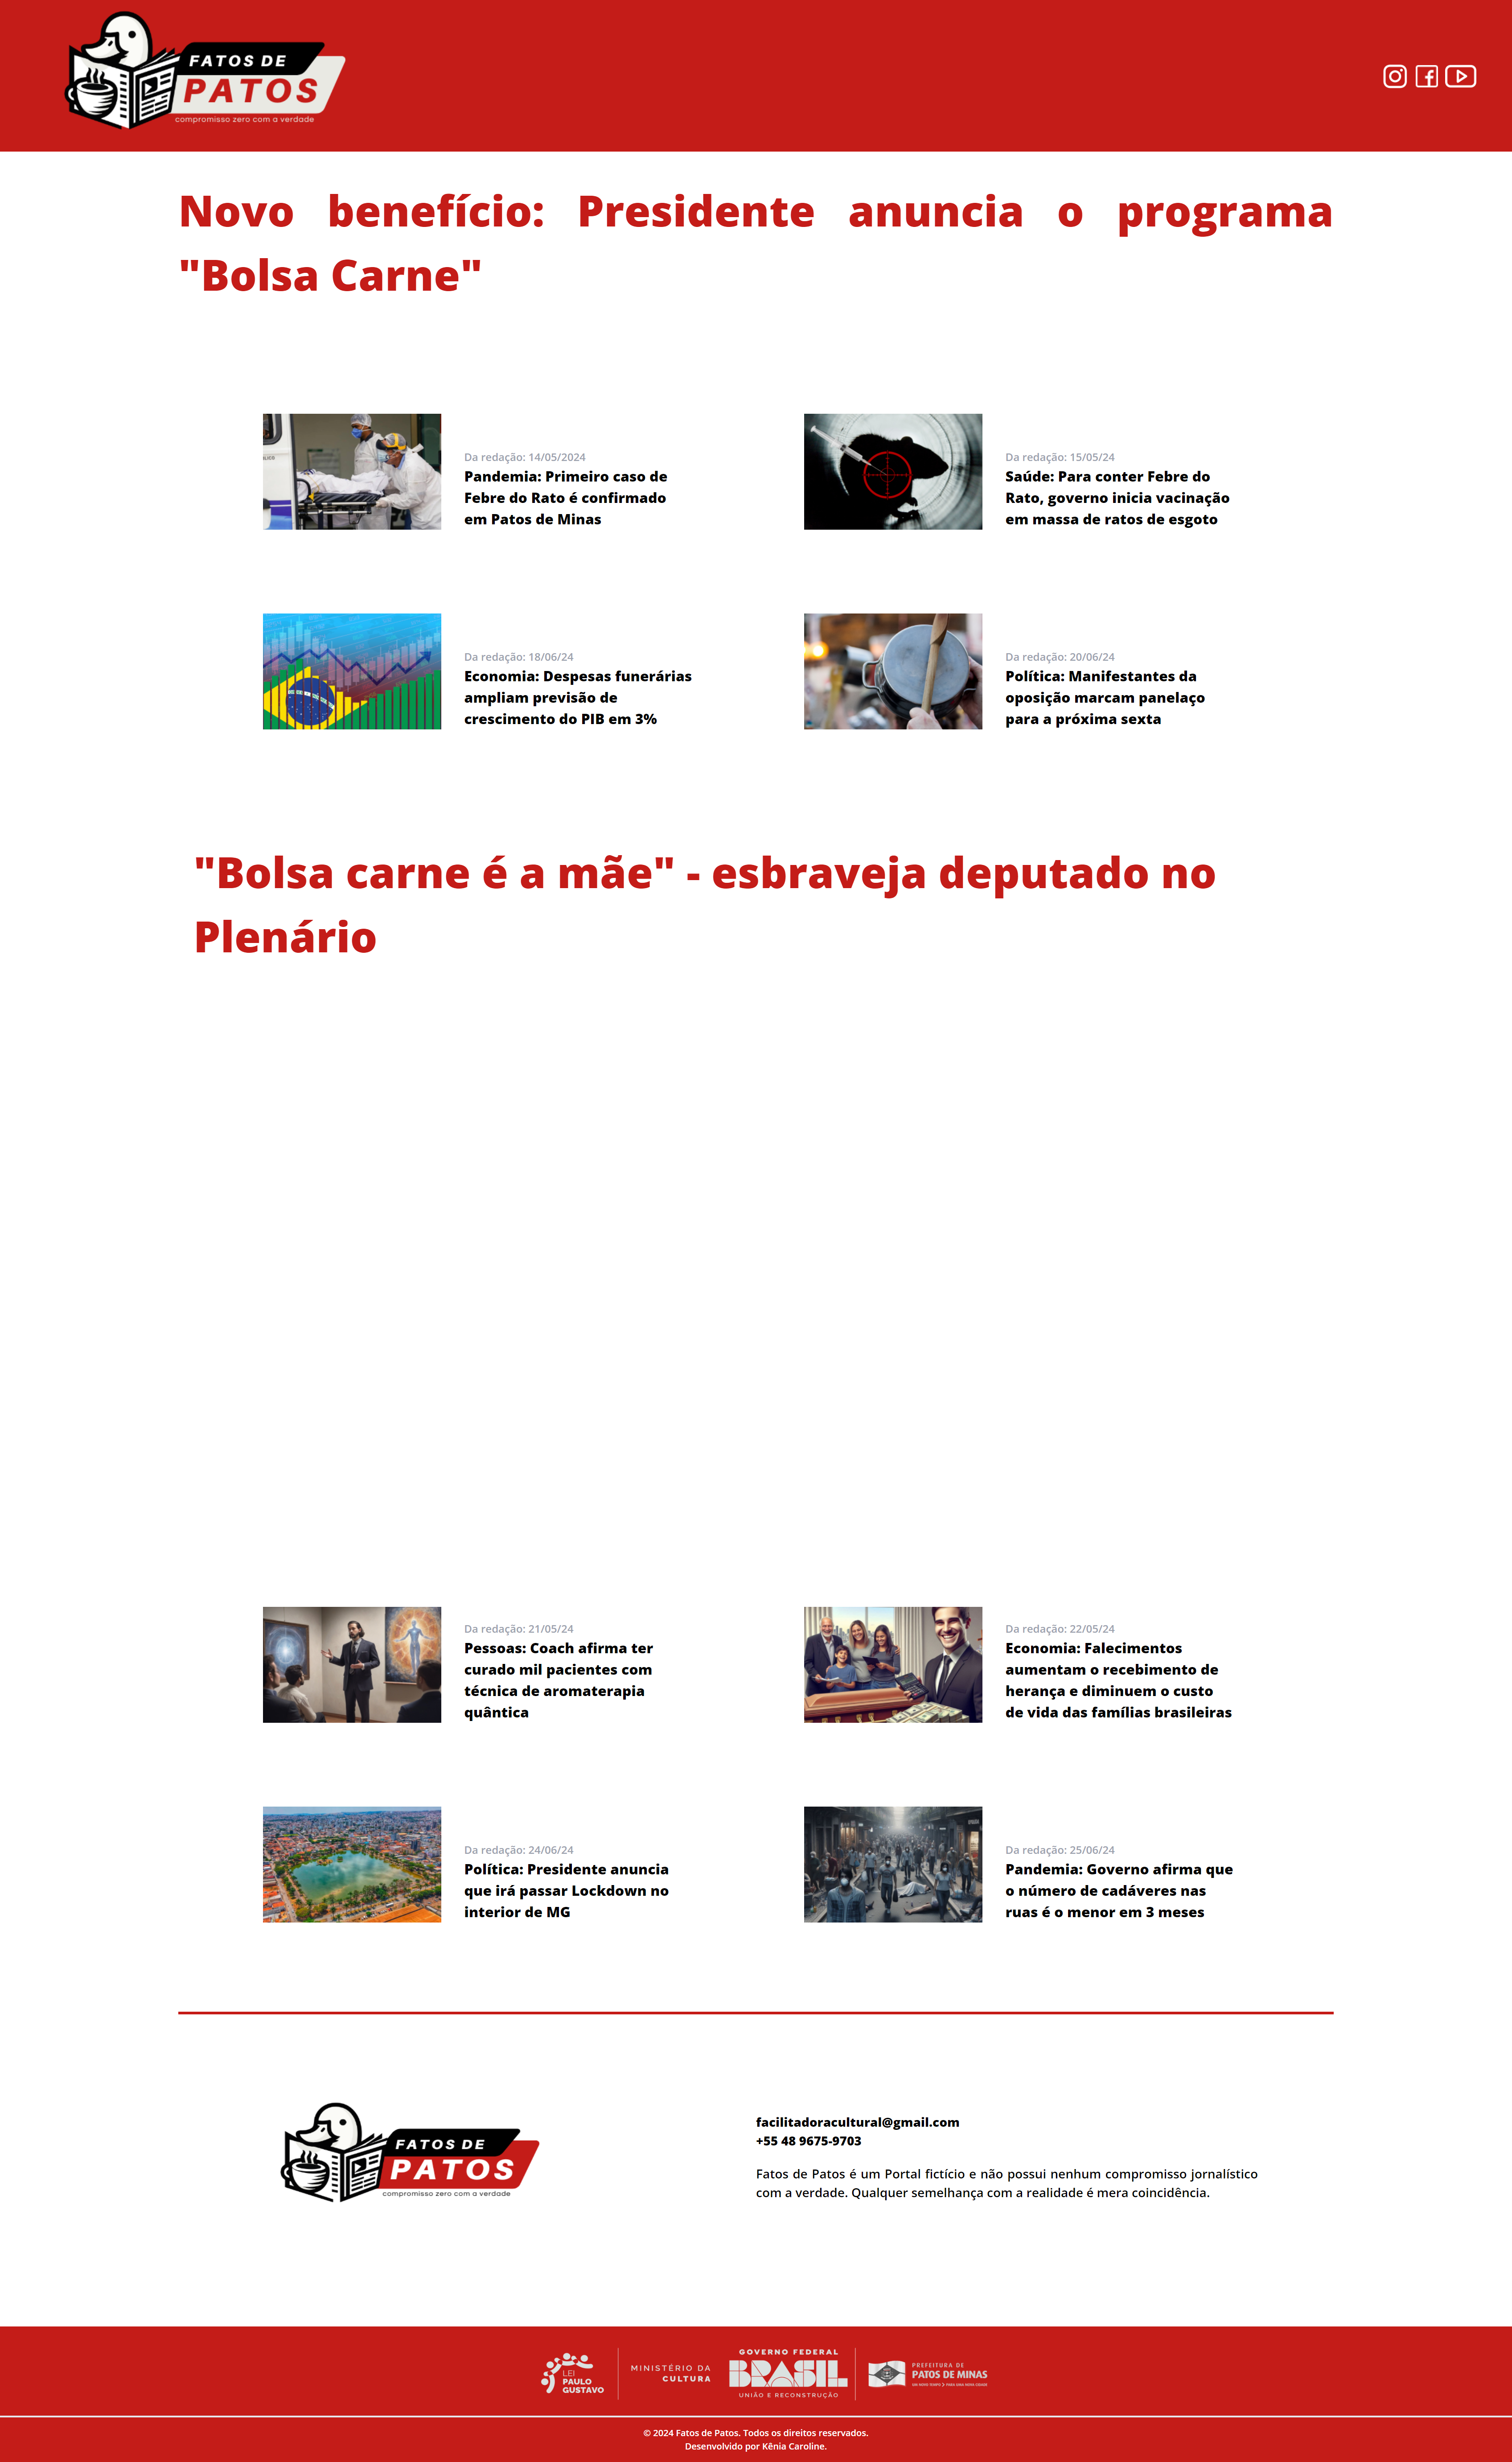 FATOS DE
PATOS
compromisso zero com a verdade
Novo benefício: Presidente anuncia o programa
"Bolsa Carne"
Da redação: 14/05/2024
Pandemia: Primeiro caso de
Febre do Rato é confirmado
em Patos de Minas
Da redação: 15/05/24
Saúde: Para conter Febre do
Rato, governo inicia vacinação
em massa de ratos de esgoto
Da redação: 18/06/24
Economia: Despesas funerárias
ampliam previsão de
crescimento do PIB em 3%
Da redação: 20/06/24
Política: Manifestantes da
oposição marcam panelaço
para a próxima sexta
"Bolsa carne é a mãe" - esbraveja deputado no
Plenário
Da redação: 21/05/24
Pessoas: Coach afirma ter
curado mil pacientes com
técnica de aromaterapia
quântica
Da redação: 22/05/24
Economia: Falecimentos
aumentam o recebimento de
herança e diminuem o custo
de vida das famílias brasileiras
Da redação: 24/06/24
Política: Presidente anuncia
que irá passar Lockdown no
interior de MG
Da redação: 25/06/24
Pandemia: Governo afirma que
o número de cadáveres nas
ruas é o menor em 3 meses
FATOS DE
PATOS
compromisso zero com a verdade
facilitadoracultural@gmail.com
+55 48 9675-9703
Fatos de Patos é um Portal fictício e não possui nenhum compromisso jornalístico
com a verdade. Qualquer semelhança com a realidade é mera coincidência.
LEI
PAULO
GUSTAVO
MINISTÉRIO DA
CULTURA
GOVERNO FEDERAL
BRASIL
UNIÃO E RECONSTRUÇÃO
PREFEITURA DE
PATOS DE MINAS
© 2024 Fatos de Patos. Todos os direitos reservados.
Desenvolvido por Kênia Caroline.